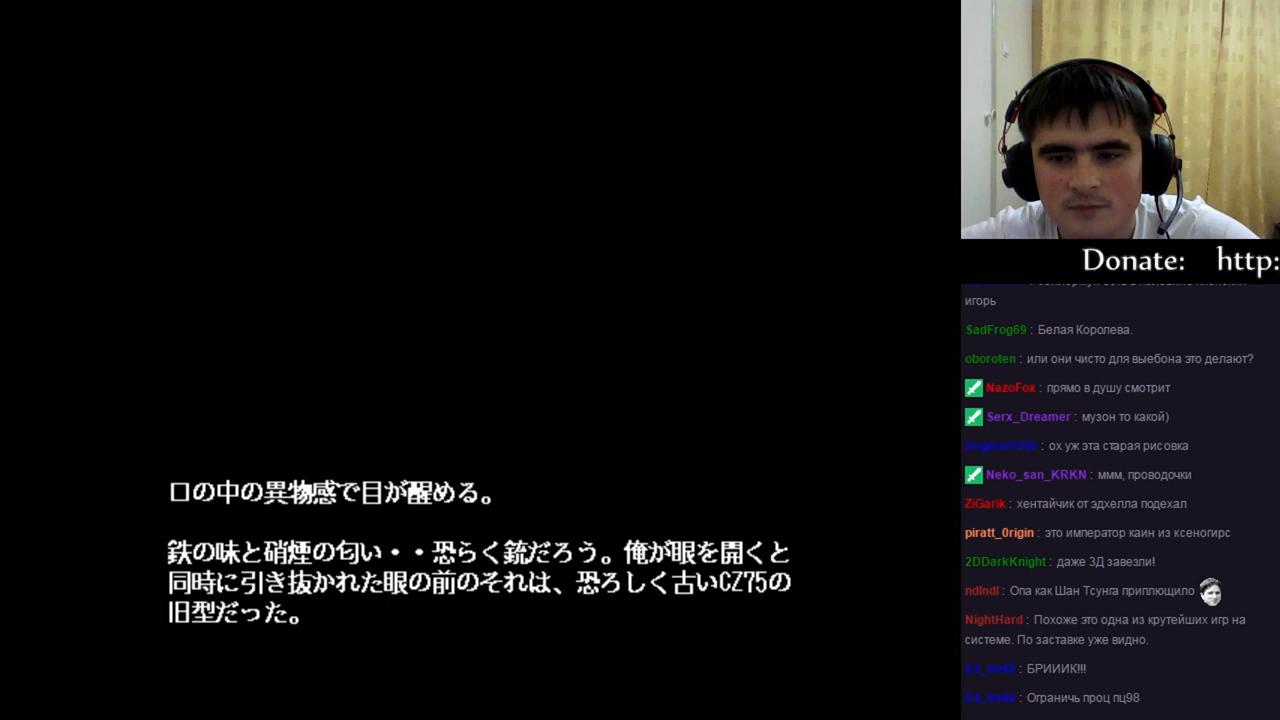 口の中の異物感で目が醒める。
鉄の味と硝煙の匂い・・恐らく銃だろう。俺が眼を開くと
同時に引き抜かれた眼の前のそれは、恐ろしく古いCZ75の
旧型だった。
Donate: http:
игорь
SadFrog69 : Белая Королева.
oboroten : или они чисто для выебона это делают?
NazoFox : прямо в душу смотрит
Serx_Dreamer : музон то какой)
: ох уж эта старая рисовка
Neko_san_KRKN : ммм, проводочки
ZiGarik : хентайчик от эдхелла подехал
piratt_0rigin : это император каин из ксеногирс
2DDarkKnight : даже 3Д завезли!
ndlndl : Опа как Шан Тсунга приплющило
NightHard : Похоже это одна из крутейших игр на
системе. По заставке уже видно.
: БРИИИК!!!
: Ограничь проц пц98